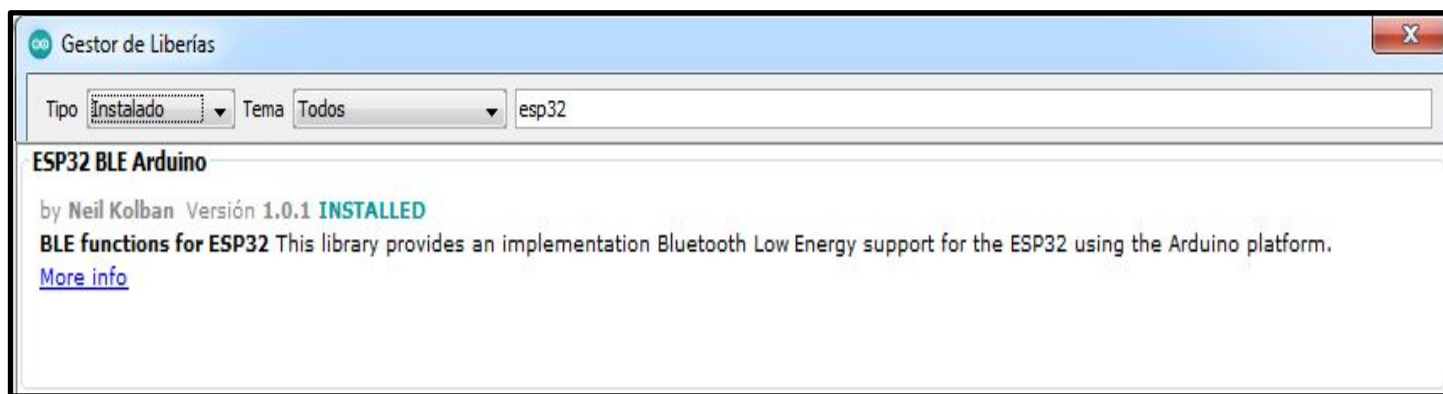 Gestor de Liberías
X
Tipo Instalado Tema Todos esp32
ESP32 BLE Arduino
by Neil Kolban Versión 1.0.1 INSTALLED
BLE functions for ESP32 This library provides an implementation Bluetooth Low Energy support for the ESP32 using the Arduino platform.
More info